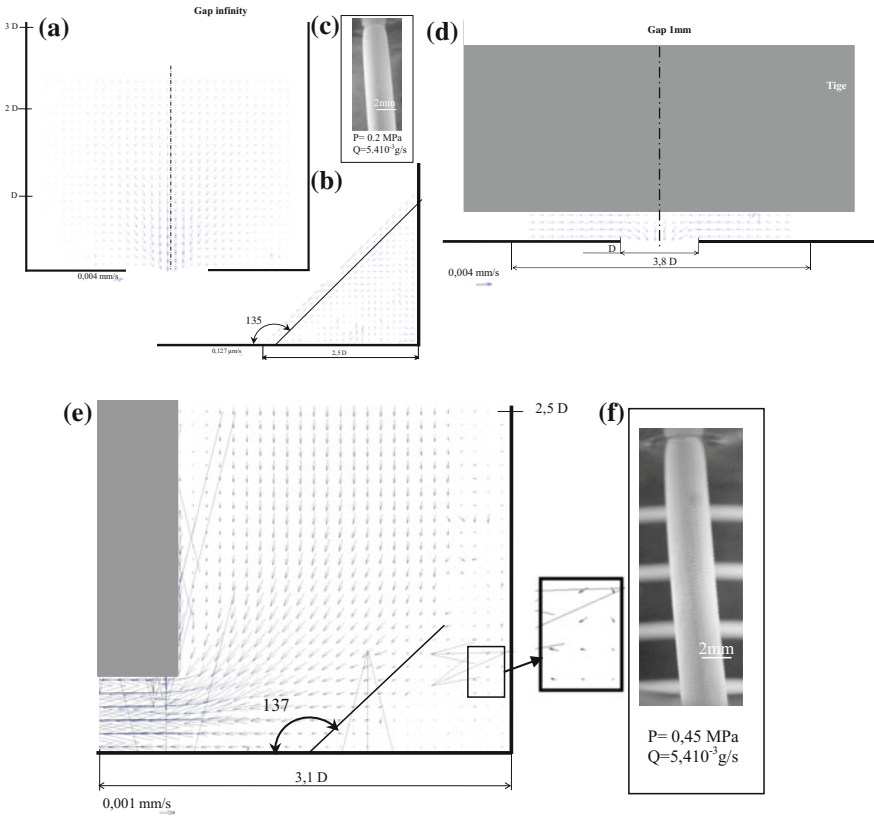 (a)
Gap infinity
3 D
2 D
D
0,004 mm/s
(c)
2mm
P= 0.2 MPa
Q=5.410-3g/s
(b)
135
0,127 µm/s
2,5 D
(d)
Gap 1mm
Tige
D
3,8 D
0,004 mm/s
(e)
2,5 D
137
3,1 D
0,001 mm/s
(f)
2mm
P= 0,45 MPa
Q=5,410-3g/s